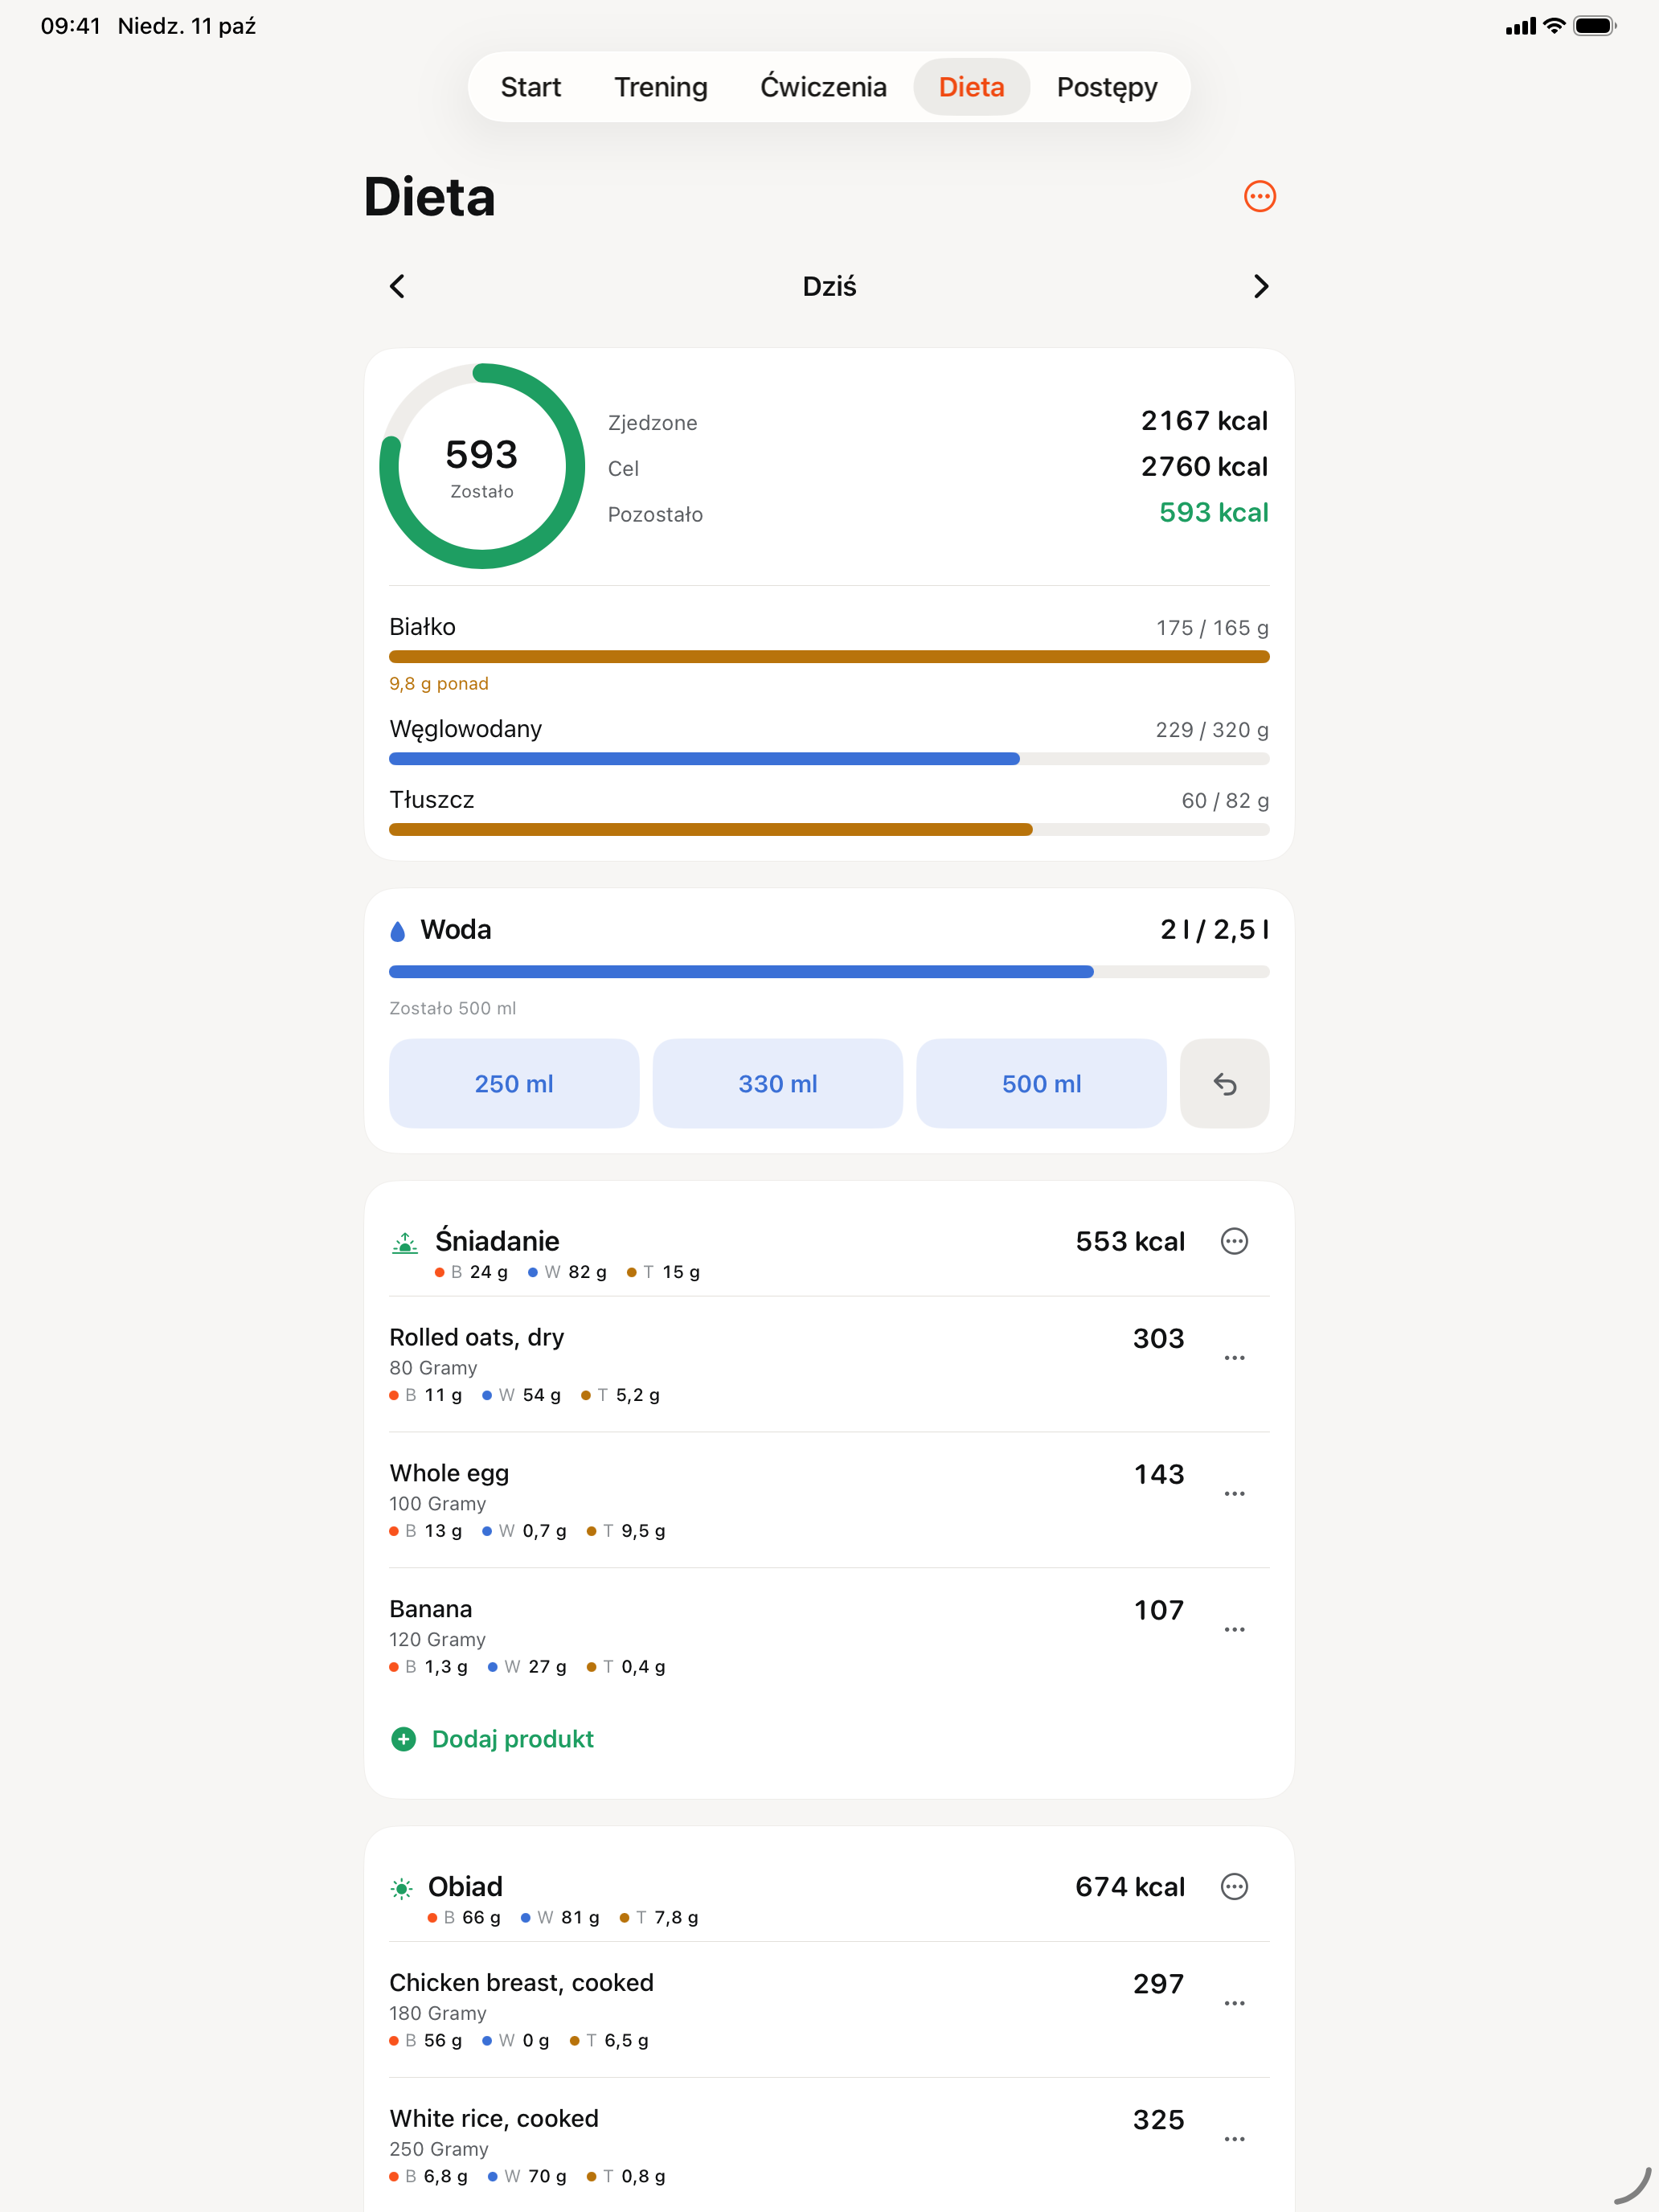 09:41 Niedz. 11 paź
Start Trening Ćwiczenia Dieta Postępy
Dieta
Dziś
593
Zostało
Zjedzone 2167 kcal
Cel 2760 kcal
Pozostało 593 kcal
Białko 175 / 165 g
9,8 g ponad
Węglowodany 229 / 320 g
Tłuszcz 60 / 82 g
Woda 2 l / 2,5 l
Zostało 500 ml
250 ml 330 ml 500 ml
Śniadanie 553 kcal
B 24 g W 82 g T 15 g
Rolled oats, dry 303
80 Gramy
B 11 g W 54 g T 5,2 g
Whole egg 143
100 Gramy
B 13 g W 0,7 g T 9,5 g
Banana 107
120 Gramy
B 1,3 g W 27 g T 0,4 g
Dodaj produkt
Obiad 674 kcal
B 66 g W 81 g T 7,8 g
Chicken breast, cooked 297
180 Gramy
B 56 g W 0 g T 6,5 g
White rice, cooked 325
250 Gramy
B 6,8 g W 70 g T 0,8 g